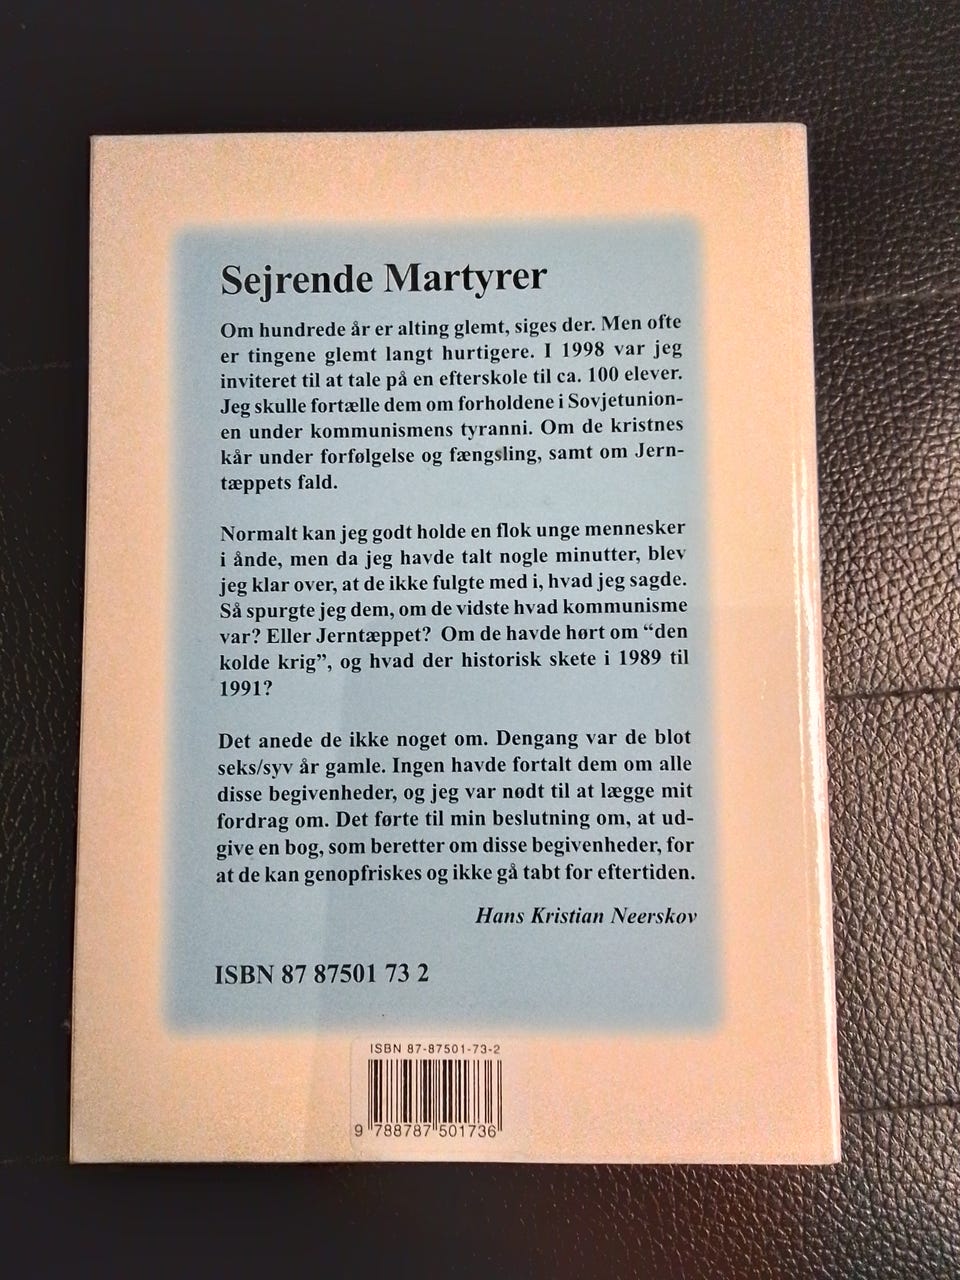 Sejrende Martyrer
Om hundrede år er alting glemt, siges der. Men ofte
er tingene glemt langt hurtigere. I 1998 var jeg
inviteret til at tale på en efterskole til ca. 100 elever.
Jeg skulle fortælle dem om forholdene i Sovjetunion-
en under kommunismens tyranni. Om de kristnes
kår under forfølgelse og fængsling, samt om Jern-
tæppets fald.
Normalt kan jeg godt holde en flok unge mennesker
i ånde, men da jeg havde talt nogle minutter, blev
jeg klar over, at de ikke fulgte med i, hvad jeg sagde.
Så spurgte jeg dem, om de vidste hvad kommunisme
var? Eller Jerntæppet? Om de havde hørt om “den
kolde krig”, og hvad der historisk skete i 1989 til
1991?
Det anede de ikke noget om. Dengang var de blot
seks/syv år gamle. Ingen havde fortalt dem om alle
disse begivenheder, og jeg var nødt til at lægge mit
fordrag om. Det førte til min beslutning om, at ud-
give en bog, som beretter om disse begivenheder, for
at de kan genopfriskes og ikke gå tabt for eftertiden.
Hans Kristian Neerskov
ISBN 87 87501 73 2
ISBN 87-87501-73-2
9 788787 501736